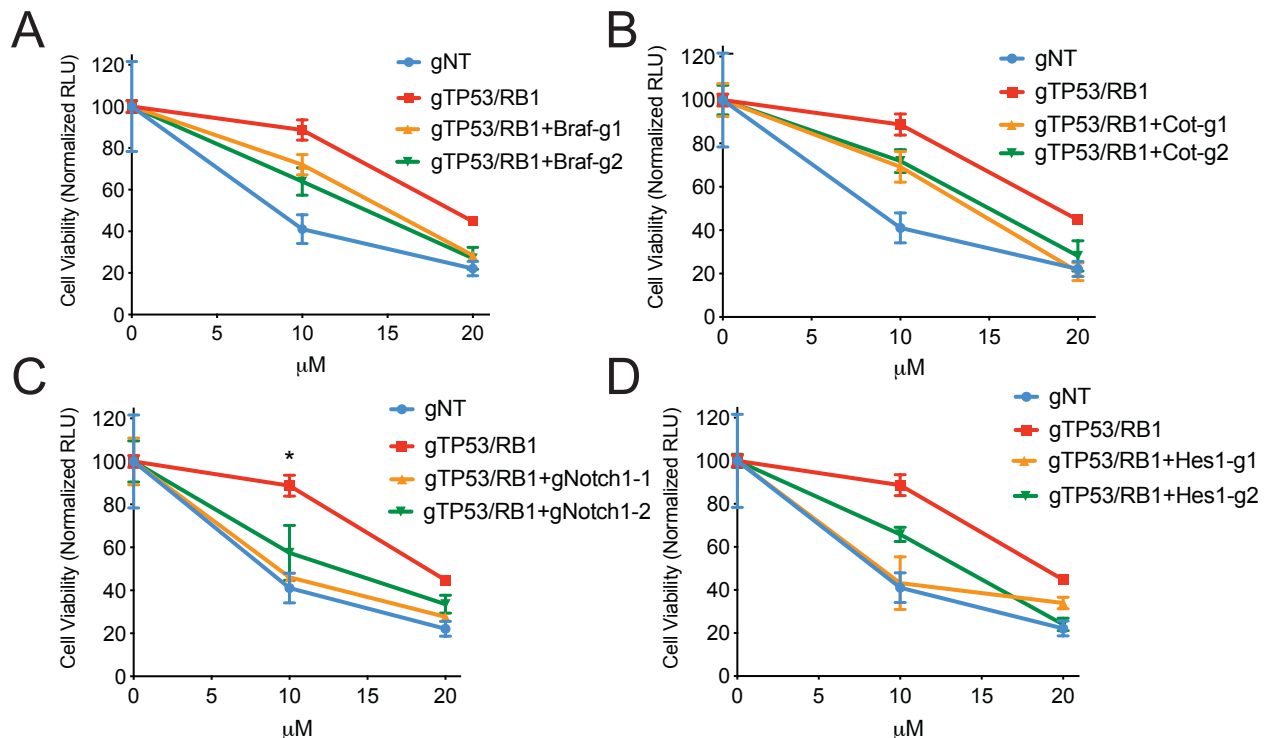 A
Cell Viability (Normalized RLU)
120
100
80
60
40
20
0
0
5
10
15
20
μM
gNT
gTP53/RB1
gTP53/RB1+Braf-g1
gTP53/RB1+Braf-g2
B
Cell Viability (Normalized RLU)
120
100
80
60
40
20
0
0
5
10
15
20
μM
gNT
gTP53/RB1
gTP53/RB1+Cot-g1
gTP53/RB1+Cot-g2
C
Cell Viability (Normalized RLU)
120
100
80
60
40
20
0
0
5
10
15
20
μM
*
gNT
gTP53/RB1
gTP53/RB1+gNotch1-1
gTP53/RB1+gNotch1-2
D
Cell Viability (Normalized RLU)
120
100
80
60
40
20
0
0
5
10
15
20
μM
gNT
gTP53/RB1
gTP53/RB1+Hes1-g1
gTP53/RB1+Hes1-g2